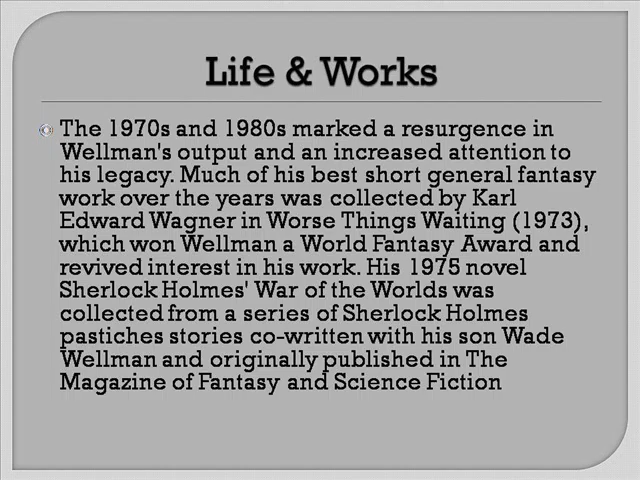 Life & Works
The 1970s and 1980s marked a resurgence in
Wellman's output and an increased attention to
his legacy. Much of his best short general fantasy
work over the years was collected by Karl
Edward Wagner in Worse Things Waiting (1973),
which won Wellman a World Fantasy Award and
revived interest in his work. His 1975 novel
Sherlock Holmes' War of the Worlds was
collected from a series of Sherlock Holmes
pastiches stories co-written with his son Wade
Wellman and originally published in The
Magazine of Fantasy and Science Fiction